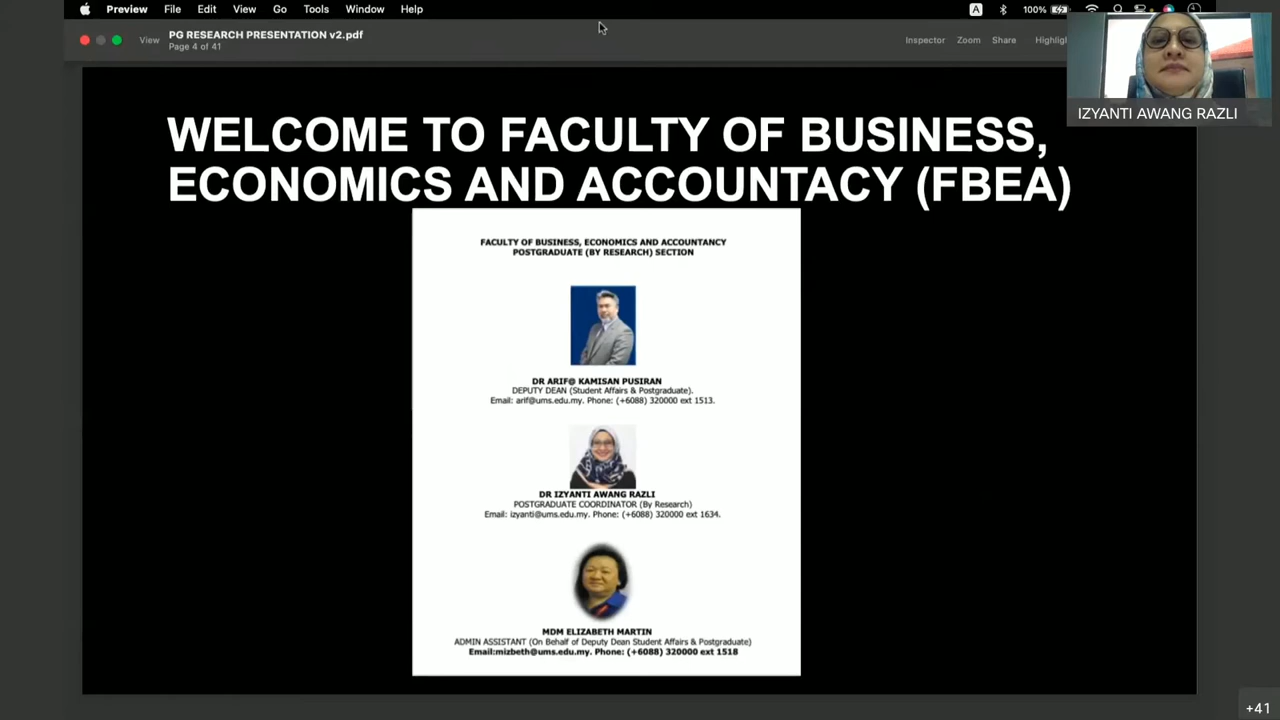 Preview File Edit View Go Tools Window Help
A 100%
View PG RESEARCH PRESENTATION v2.pdf
Page 4 of 41
Inspector Zoom Share
IZYANTI AWANG RAZLI
WELCOME TO FACULTY OF BUSINESS,
ECONOMICS AND ACCOUNTACY (FBEA)
FACULTY OF BUSINESS, ECONOMICS AND ACCOUNTANCY
POSTGRADUATE (BY RESEARCH) SECTION
DR ARIF@ KAMISAN PUSIRAN
DEPUTY DEAN (Student Affairs & Postgraduate).
Email: arif@ums.edu.my. Phone: (+6088) 320000 ext 1513.
DR IZYANTI AWANG RAZLI
POSTGRADUATE COORDINATOR (By Research)
Email: izyanti@ums.edu.my. Phone: (+6088) 320000 ext 1634.
MDM ELIZABETH MARTIN
ADMIN ASSISTANT (On Behalf of Deputy Dean Student Affairs & Postgraduate)
Email:mizbeth@ums.edu.my. Phone: (+6088) 320000 ext 1518
+41